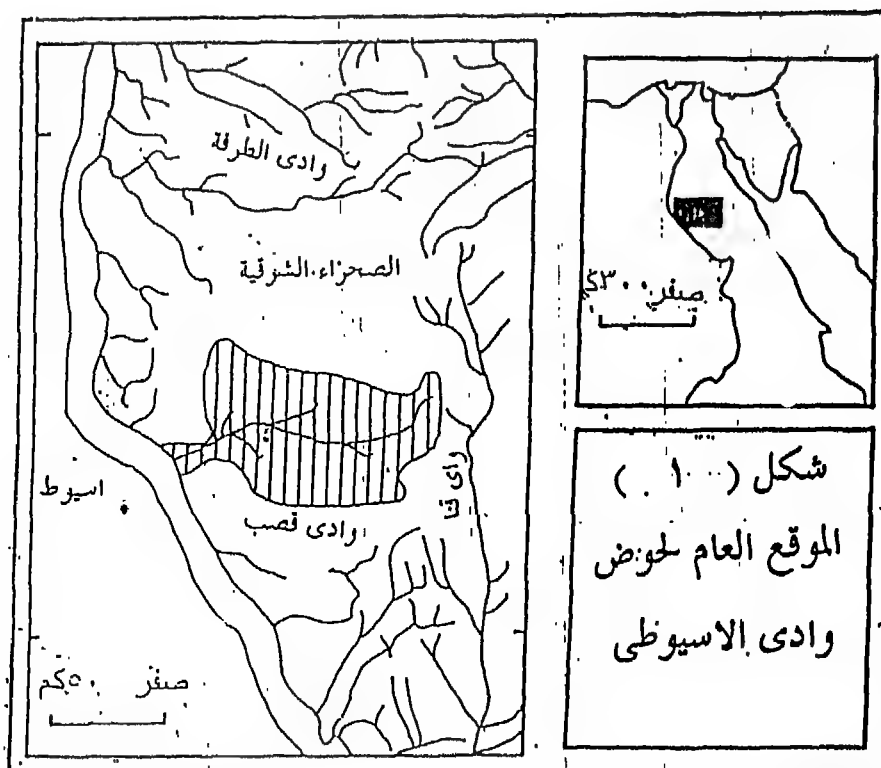 وادى الطرفة
الصحراء الشرقية
اسيوط
وادى قصب
وادى قنا
صفر ٥٠كم
صفر ٣٠٠ك
شكل ( ١ )
الموقع العام لحوض
وادى الاسيوطى